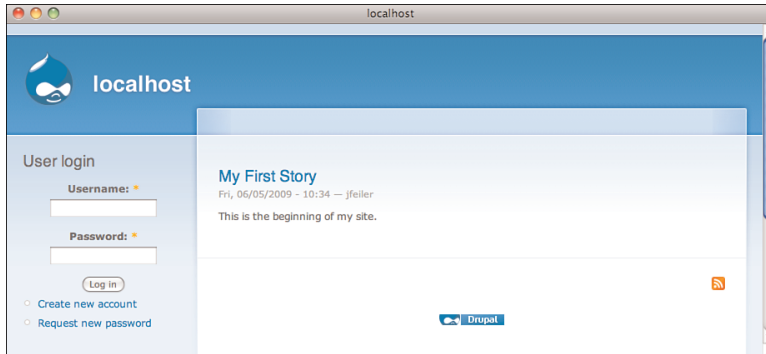 localhost
localhost
User login
Username: *
Password: *
Log in
Create new account
Request new password
My First Story
Fri, 06/05/2009 - 10:34 — jfeiler
This is the beginning of my site.
Drupal